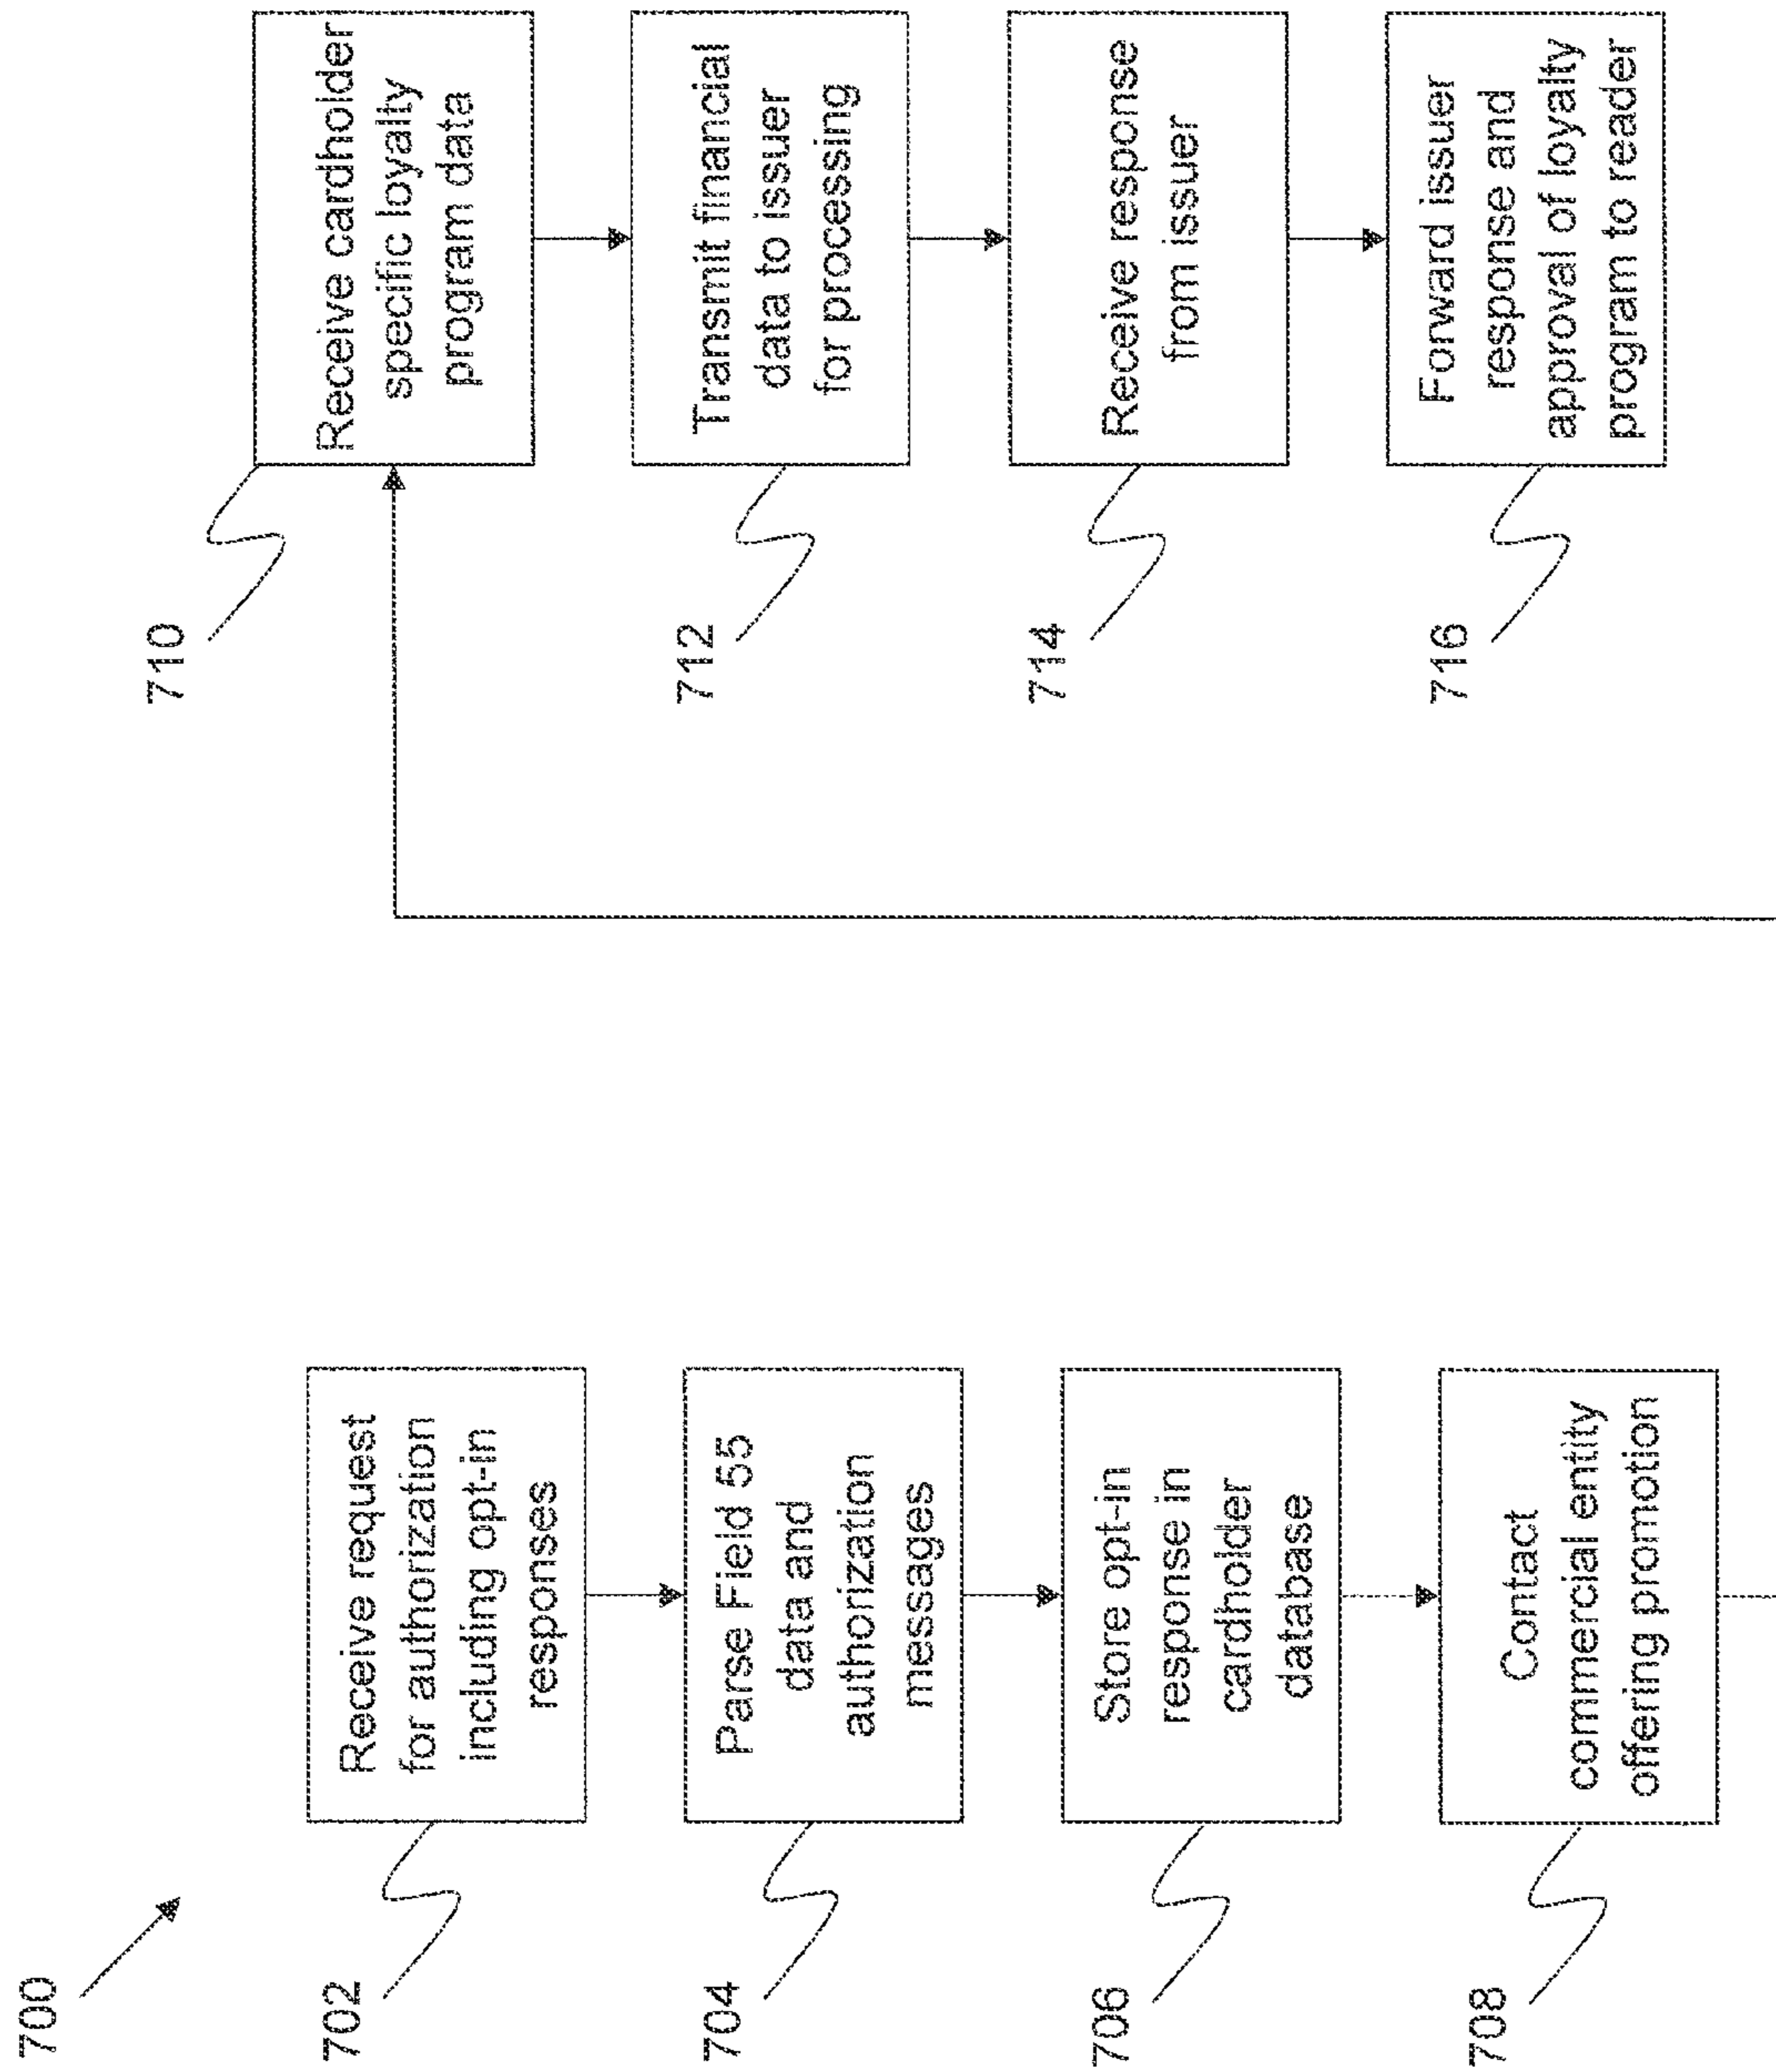 700
702
Receive request
for authorization
including opt-in
responses
704
Parse Field 55
data and
authorization
messages
706
Store opt-in
response in
cardholder
database
708
Contact
commercial entity
offering promotion
710
Receive cardholder
specific loyalty
program data
712
Transmit financial
data to issuer
for processing
714
Receive response
from issuer
716
Forward issuer
response and
approval of loyalty
program to reader